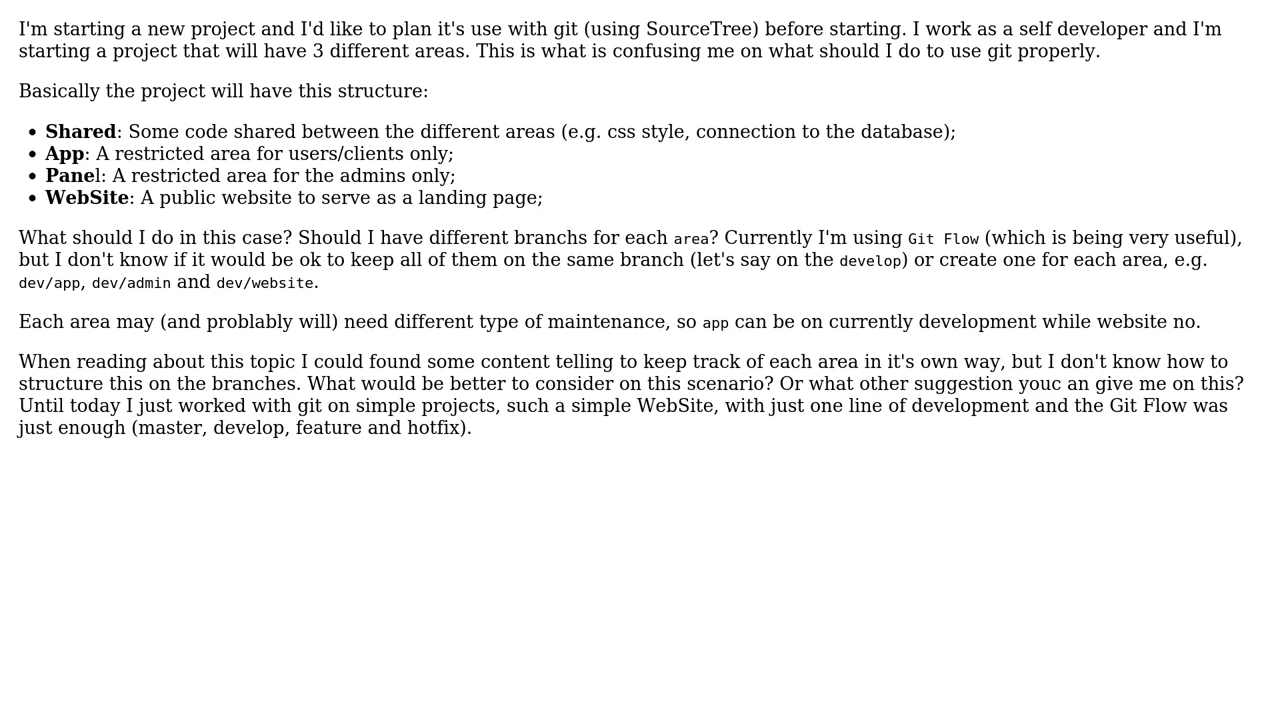 I'm starting a new project and I'd like to plan it's use with git (using SourceTree) before starting. I work as a self developer and I'm
starting a project that will have 3 different areas. This is what is confusing me on what should I do to use git properly.
Basically the project will have this structure:
• Shared: Some code shared between the different areas (e.g. css style, connection to the database);
• App: A restricted area for users/clients only;
• Panel: A restricted area for the admins only;
• WebSite: A public website to serve as a landing page;
What should I do in this case? Should I have different branchs for each area? Currently I'm using Git Flow (which is being very useful),
but I don't know if it would be ok to keep all of them on the same branch (let's say on the develop) or create one for each area, e.g.
dev/app, dev/admin and dev/website.
Each area may (and problably will) need different type of maintenance, so app can be on currently development while website no.
When reading about this topic I could found some content telling to keep track of each area in it's own way, but I don't know how to
structure this on the branches. What would be better to consider on this scenario? Or what other suggestion youc an give me on this?
Until today I just worked with git on simple projects, such a simple WebSite, with just one line of development and the Git Flow was
just enough (master, develop, feature and hotfix).